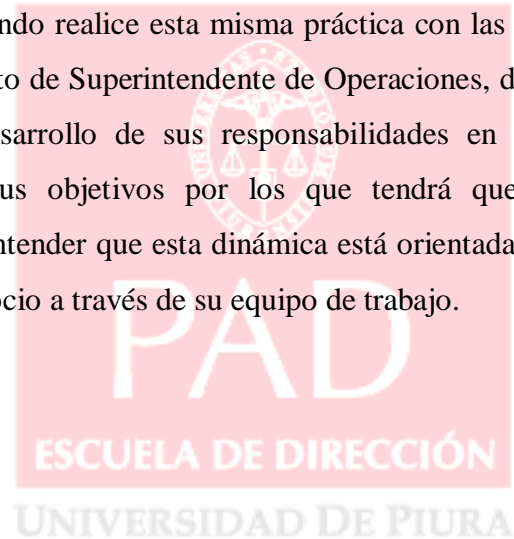 ndo realice esta misma práctica con las
to de Superintendente de Operaciones, d
sarrollo de sus responsabilidades en
us objetivos por los que tendrá que
ntender que esta dinámica está orientada
ocio a través de su equipo de trabajo.
PAD
ESCUELA DE DIRECCIÓN
UNIVERSIDAD DE PIURA